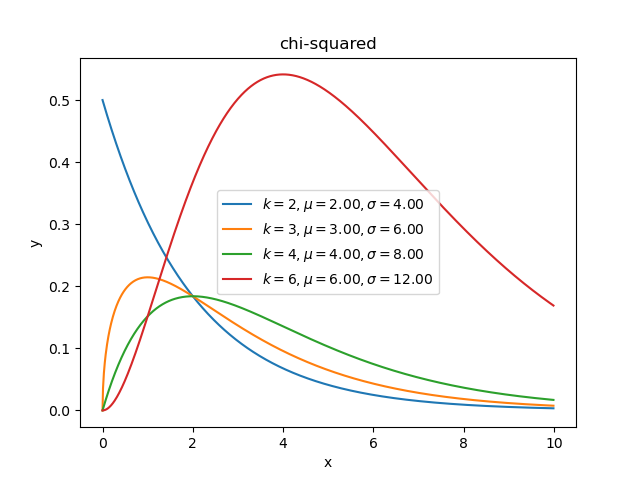 chi-squared
y
0.5
0.4
0.3
0.2
0.1
0.0
k = 2, μ = 2.00, σ = 4.00
k = 3, μ = 3.00, σ = 6.00
k = 4, μ = 4.00, σ = 8.00
k = 6, μ = 6.00, σ = 12.00
0 2 4 6 8 10
x